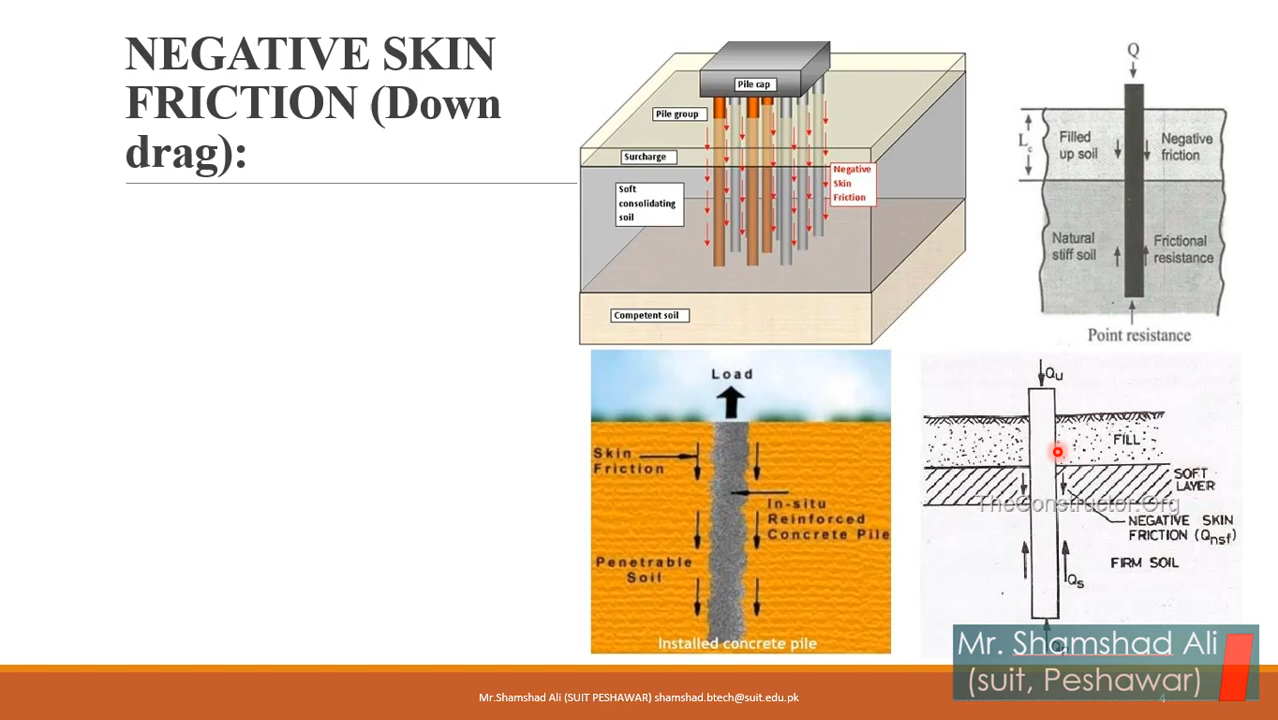 NEGATIVE SKIN
FRICTION (Down
drag):
Pile cap
Pile group
Surcharge
Soft
consolidating
soil
Negative
Skin
Friction
Competent soil
Q
L
c
Filled
up soil
Negative
friction
Natural
stiff soil
Frictional
resistance
Point resistance
Load
Skin
Friction
In-situ
Reinforced
Concrete Pile
Penetrable
Soil
Installed concrete pile
QU
FILL
SOFT
LAYER
TheConstructor.Org
NEGATIVE SKIN
FRICTION (Qnsf)
FIRM SOIL
Qs
Mr. Shamshad Ali
(suit, Peshawar)
Mr.Shamshad Ali (SUIT PESHAWAR) shamshad.btech@suit.edu.pk
4